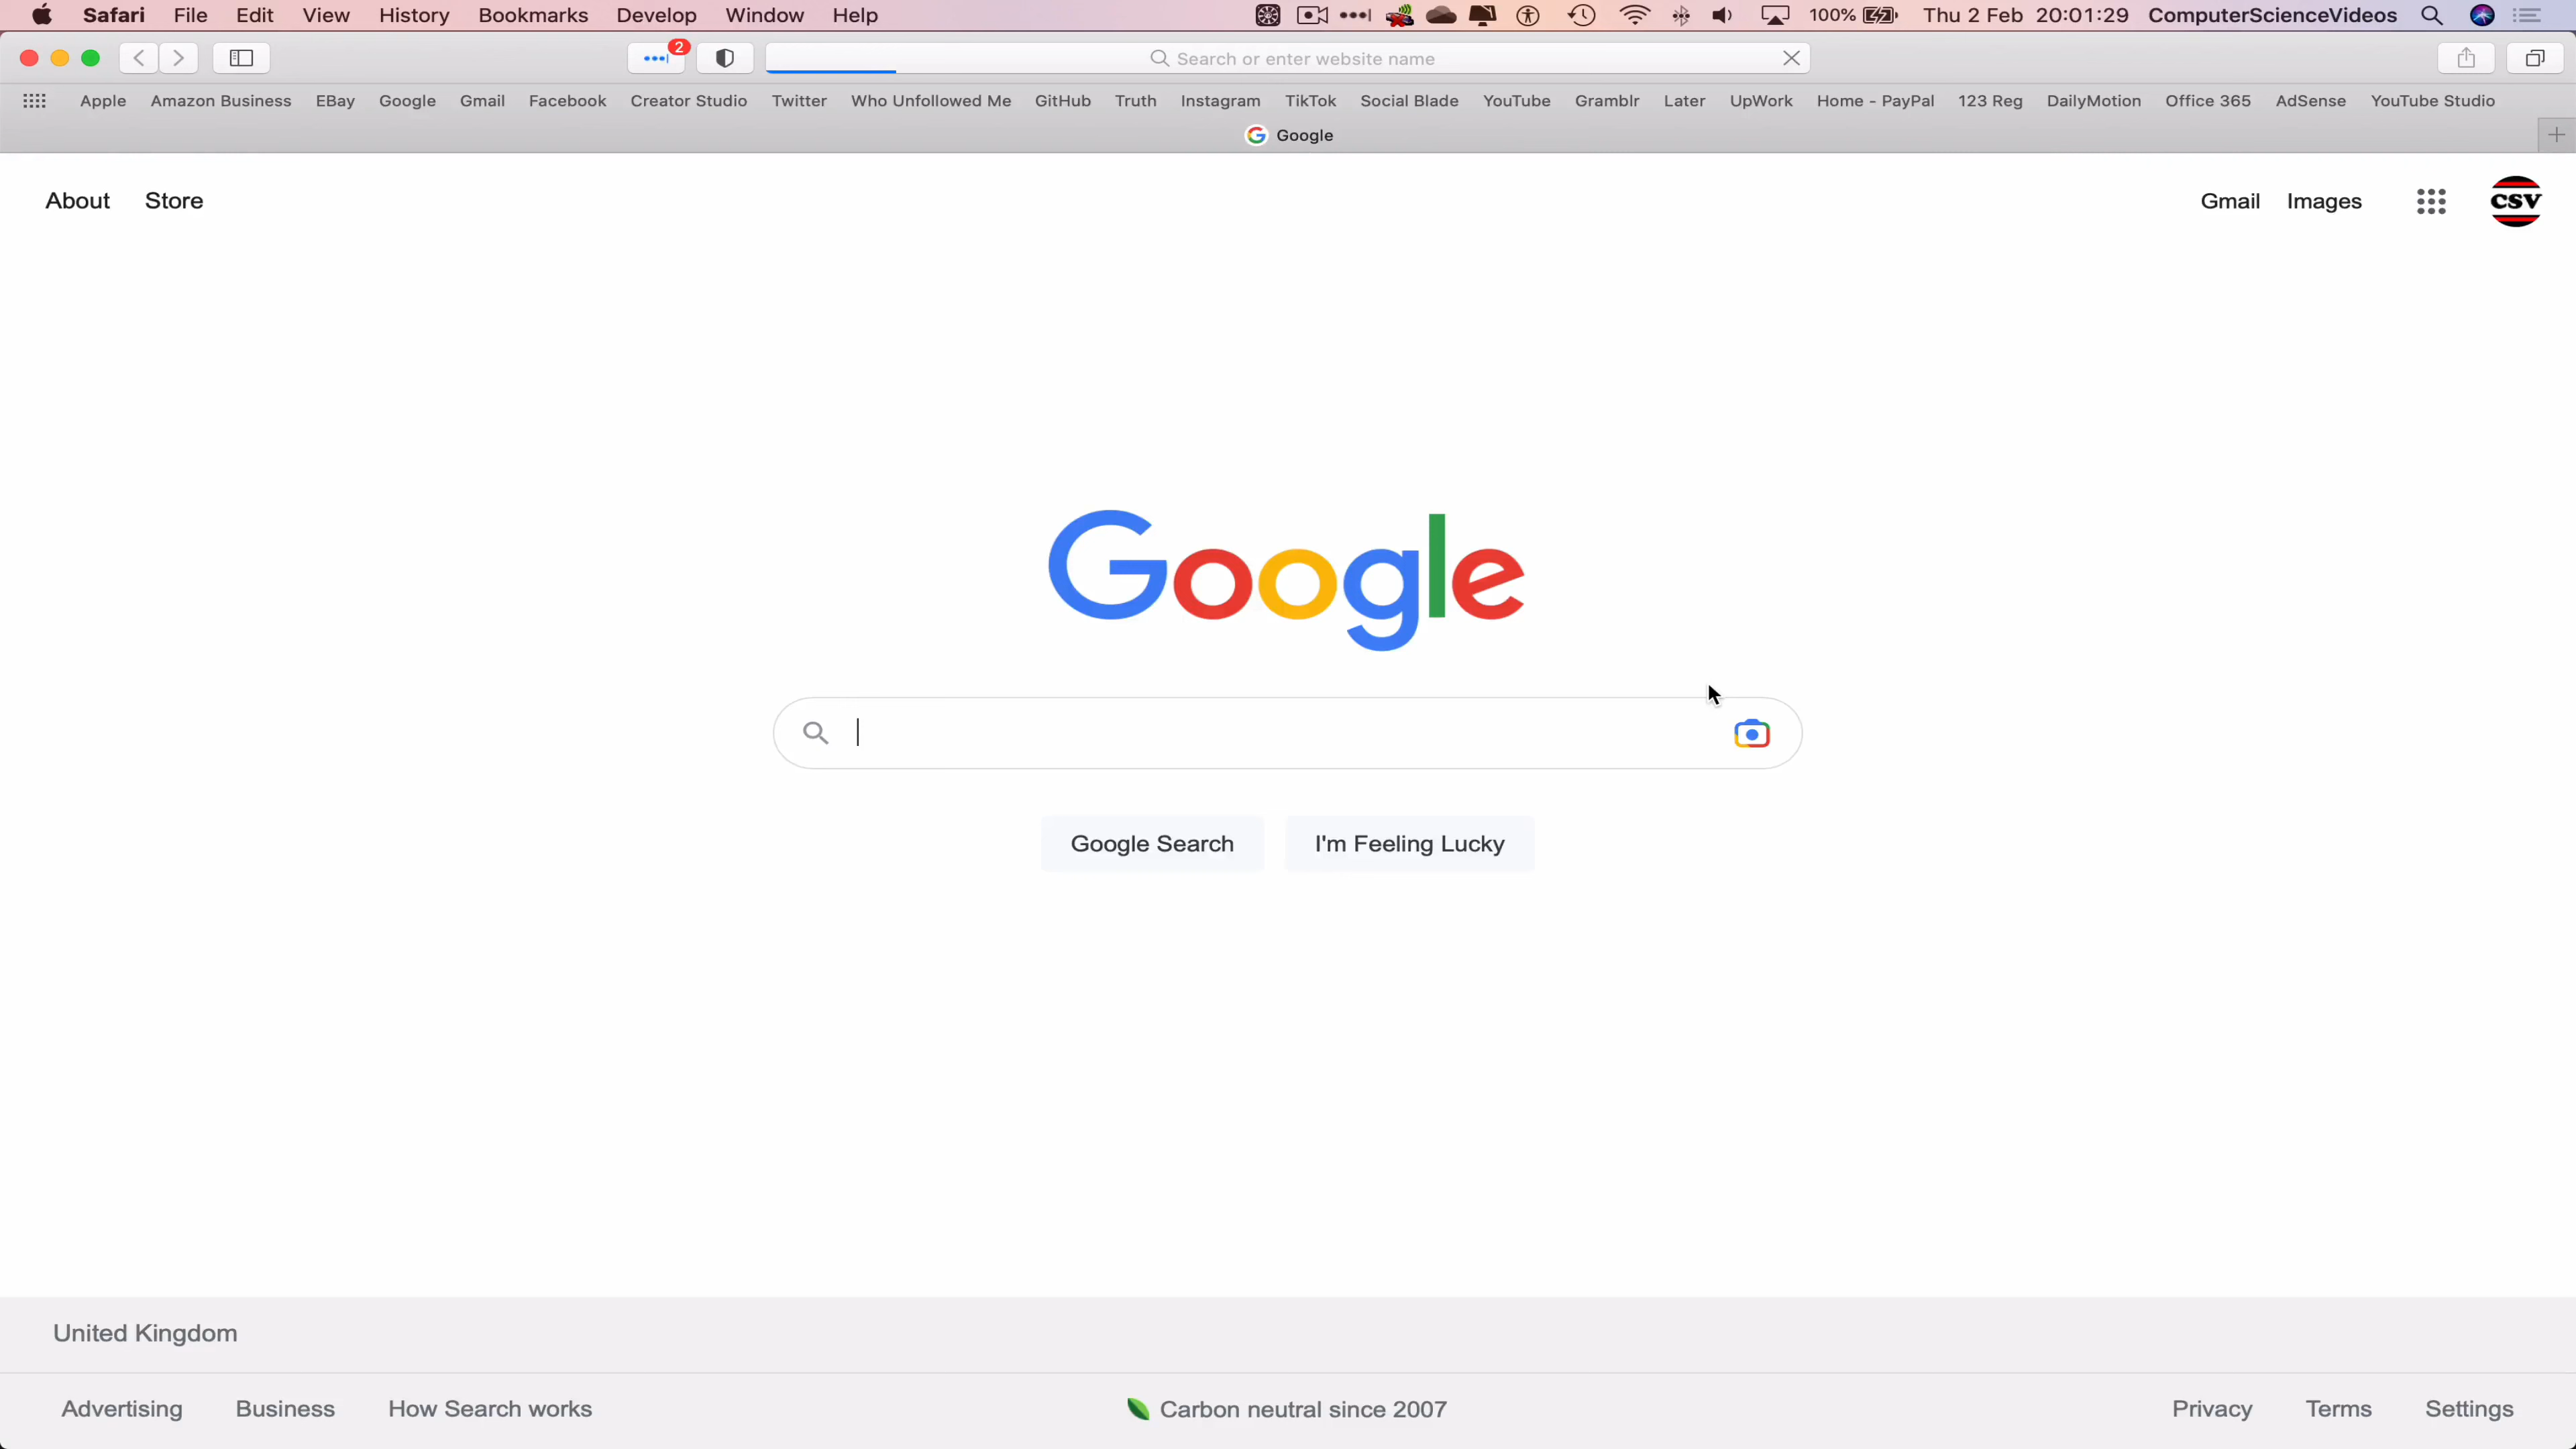 Safari File Edit View History Bookmarks Develop Window Help 100% Thu 2 Feb 20:01:29 ComputerScienceVideos
2 Search or enter website name
Apple Amazon Business EBay Google Gmail Facebook Creator Studio Twitter Who Unfollowed Me GitHub Truth Instagram TikTok Social Blade YouTube Gramblr Later UpWork Home - PayPal 123 Reg DailyMotion Office 365 AdSense YouTube Studio
Google
About Store Gmail Images CSV
Google
Google Search I'm Feeling Lucky
United Kingdom
Advertising Business How Search works Carbon neutral since 2007 Privacy Terms Settings